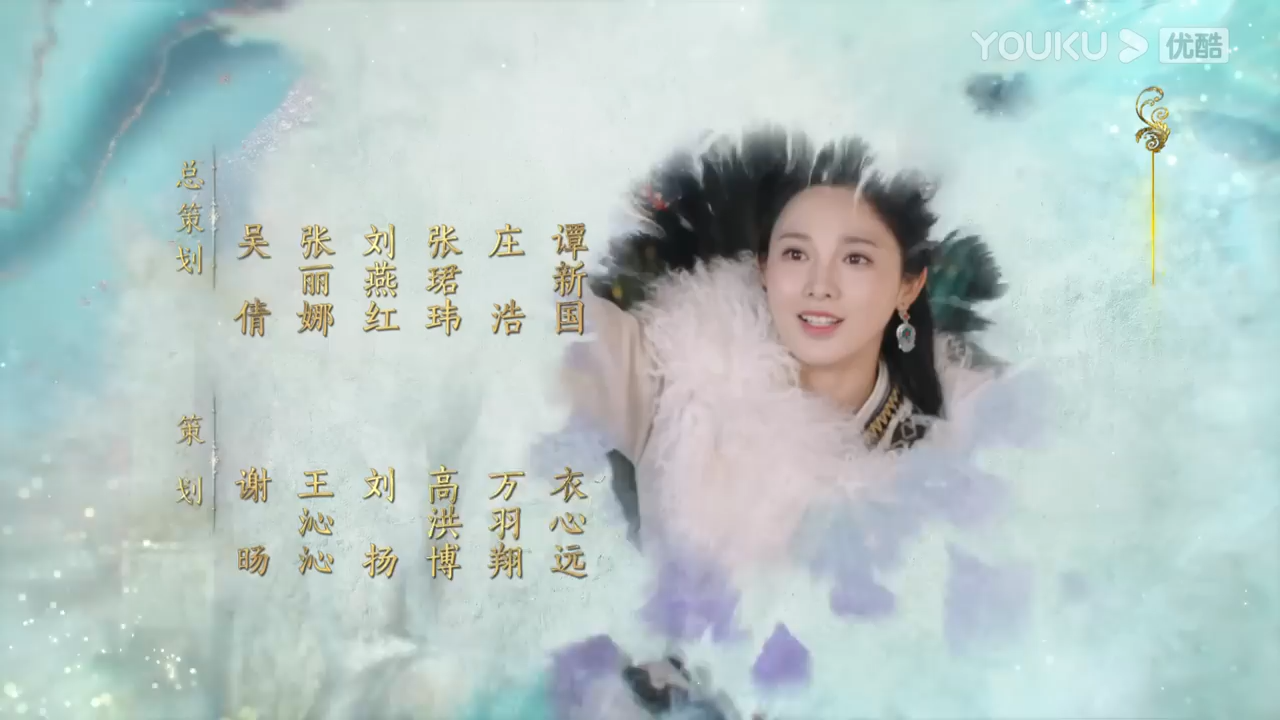 YOUKU 优酷
总策划
吴倩
张丽娜
刘燕红
张珺玮
庄浩
谭新国
策划
谢旸
王沁沁
刘扬
高洪博
万羽翔
衣心远